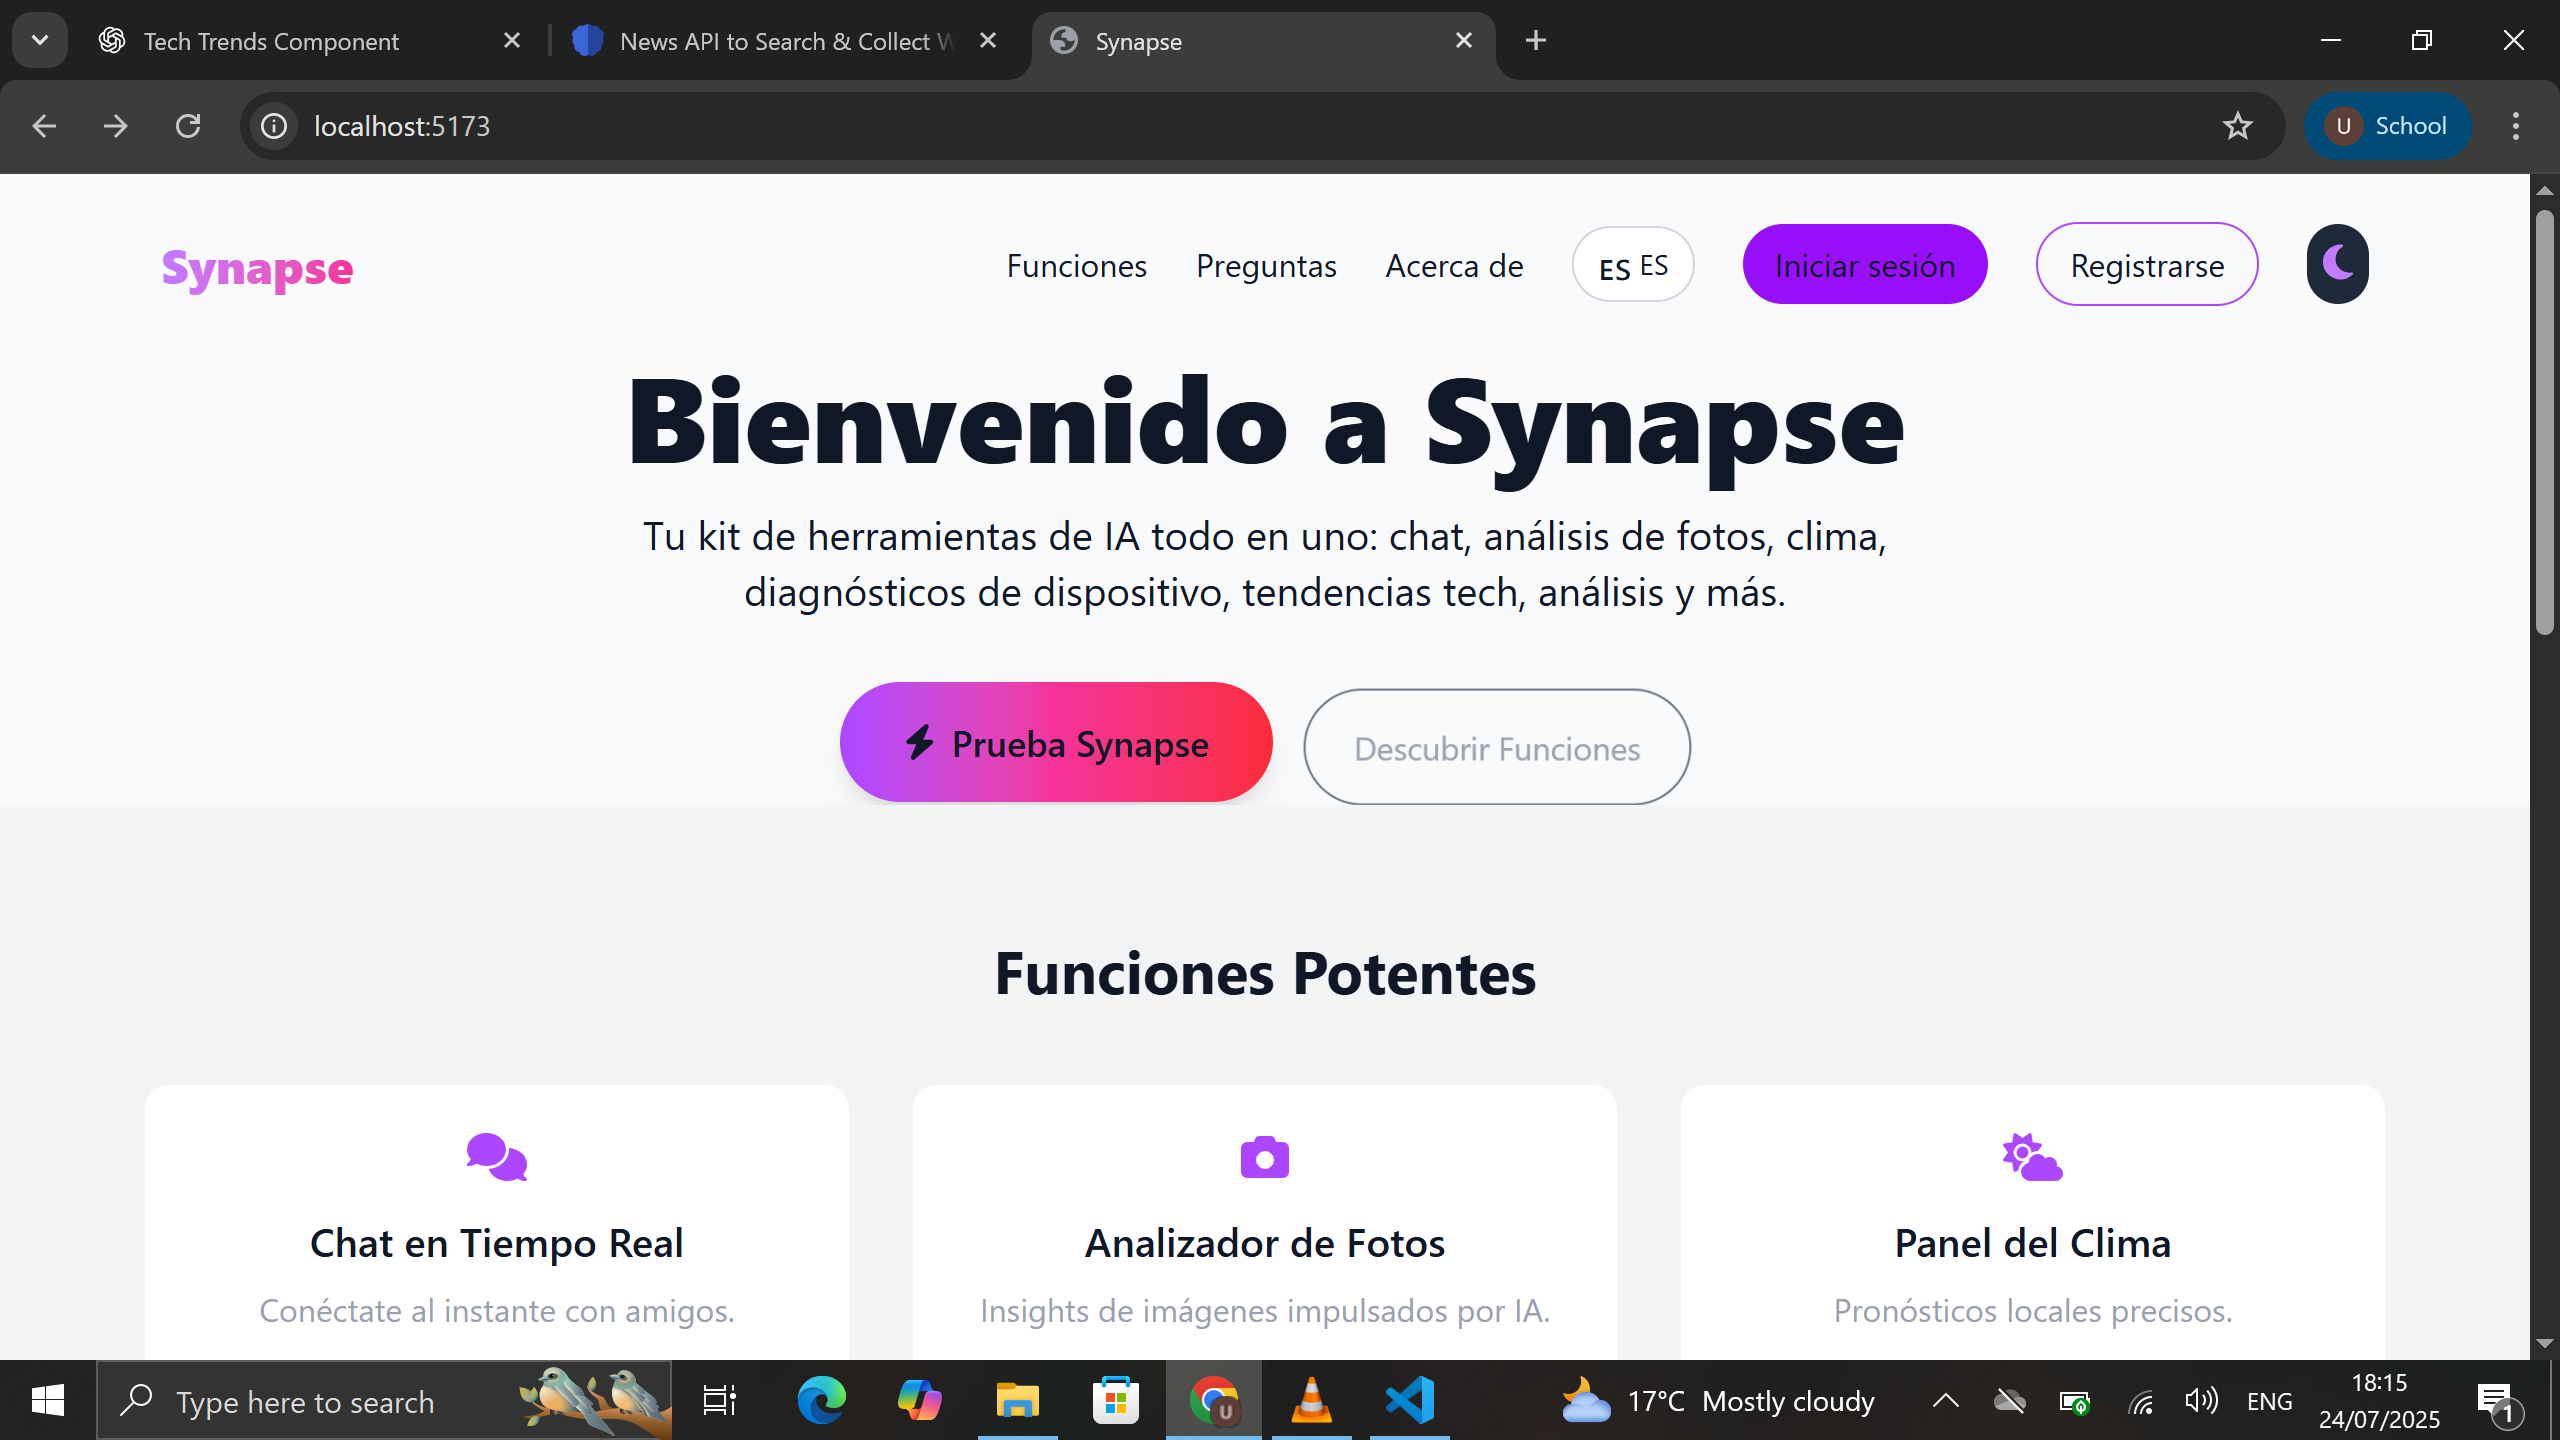 Tech Trends Component
News API to Search & Collect W
Synapse
localhost:5173
U School
Synapse
Funciones
Preguntas
Acerca de
ES ES
Iniciar sesión
Registrarse
Bienvenido a Synapse
Tu kit de herramientas de IA todo en uno: chat, análisis de fotos, clima,
diagnósticos de dispositivo, tendencias tech, análisis y más.
Prueba Synapse
Descubrir Funciones
Funciones Potentes
Chat en Tiempo Real
Conéctate al instante con amigos.
Analizador de Fotos
Insights de imágenes impulsados por IA.
Panel del Clima
Pronósticos locales precisos.
Type here to search
U
17°C Mostly cloudy
ENG
18:15
24/07/2025
1